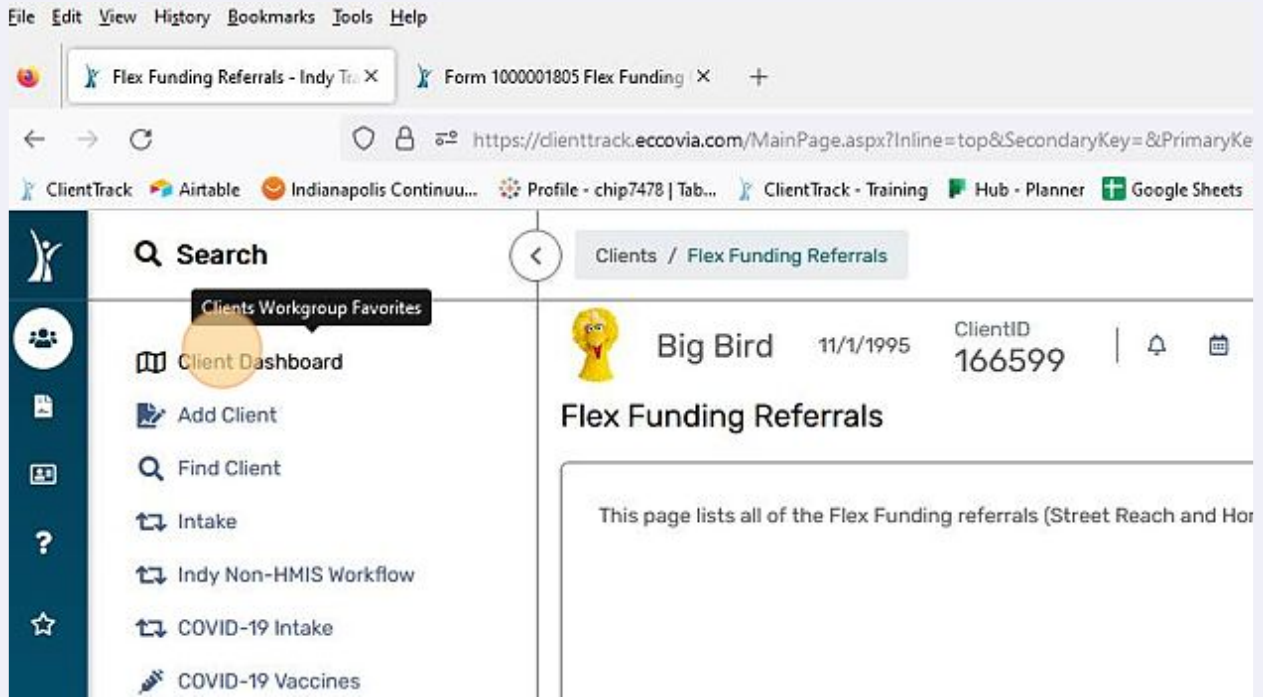 File Edit View History Bookmarks Tools Help
Flex Funding Referrals - Indy Tra Form 1000001805 Flex Funding
https://clienttrack.eccovia.com/MainPage.aspx?Inline=top&SecondaryKey=&PrimaryKe
ClientTrack Airtable Indianapolis Continuu... Profile - chip7478 | Tab... ClientTrack - Training Hub - Planner Google Sheets
Search
Clients / Flex Funding Referrals
Clients Workgroup Favorites
Big Bird 11/1/1995 ClientID
166599
Client Dashboard
Add Client
Flex Funding Referrals
Find Client
Intake
This page lists all of the Flex Funding referrals (Street Reach and Hor
Indy Non-HMIS Workflow
COVID-19 Intake
COVID-19 Vaccines